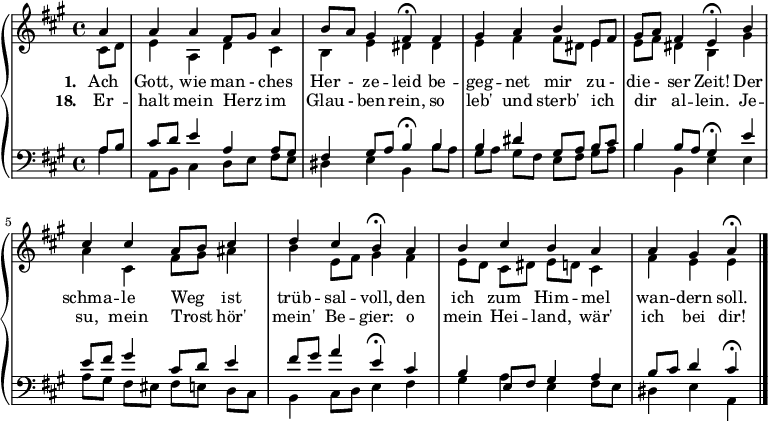 1. Ach Gott, wie man - ches Her - ze - leid be - geg - net mir zu - die - ser Zeit! Der
18. Er - halt mein Herz im Glau - ben rein, so leb' und sterb' ich dir al - lein. Je -
5
schma - le Weg ist trüb - sal - voll, den ich zum Him - mel wan - dern soll.
su, mein Trost hör' mein' Be - gier: o mein Hei - land, wär' ich bei dir!